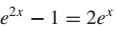 e^{2x} − 1 = 2e^{x}